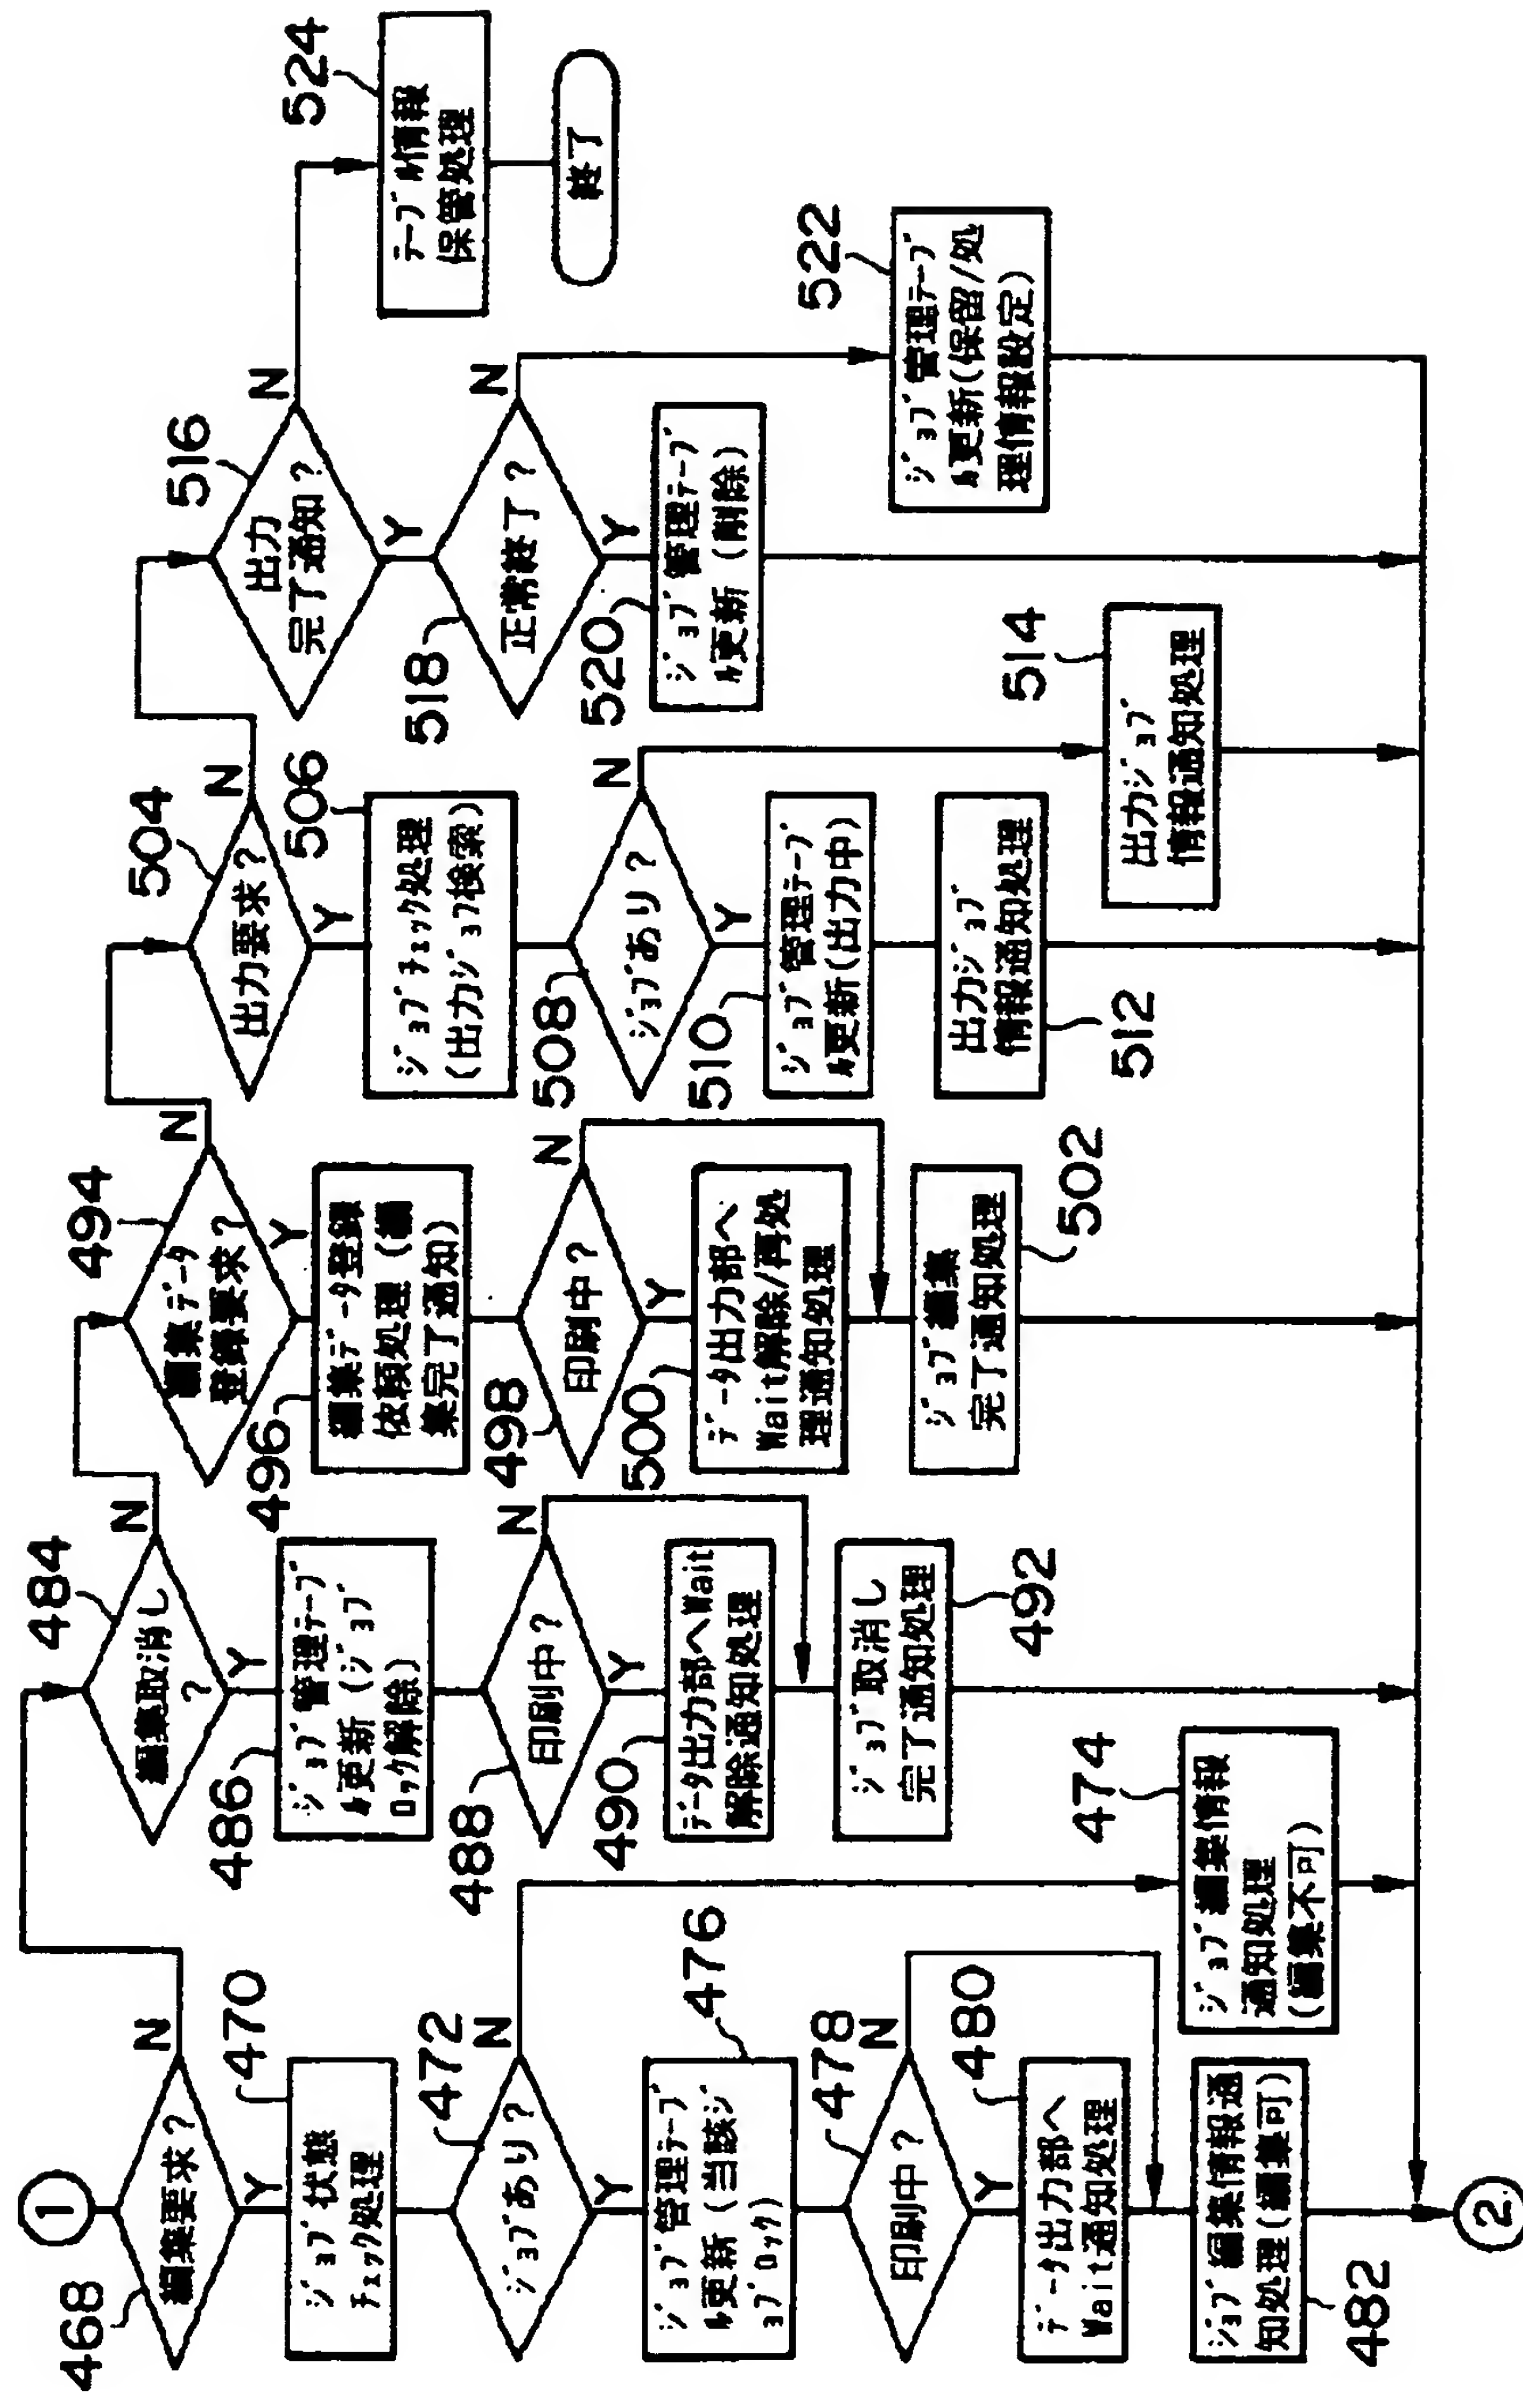 1
468
編集要求?
N
Y
470
ジョブ状態
チェック処理
472
ジョブあり?
N
Y
476
ジョブ管理テーブ
ル更新(当該ジ
ョブロック)
478
印刷中?
N
Y
480
データ出力部へ
Wait通知処理
ジョブ編集情報通
知処理(編集可)
482
474
ジョブ編集情報
通知処理
(編集不可)
2
484
編集取消し
?
N
Y
486
ジョブ管理テーブ
ル更新(ジョブ
ロック解除)
488
印刷中?
N
Y
490
データ出力部へWait
解除通知処理
ジョブ取消し
完了通知処理
492
494
編集データ
登録要求?
N
Y
496
編集データ登録
依頼処理(編
集完了通知)
498
印刷中?
N
Y
500
データ出力部へ
Wait解除/再処
理通知処理
ジョブ編集
完了通知処理
502
504
出力要求?
N
Y
506
ジョブチェック処理
(出力ジョブ検索)
508
ジョブあり?
N
Y
510
ジョブ管理テーブ
ル更新(出力中)
出力ジョブ
情報通知処理
512
514
出力ジョブ
情報通知処理
516
出力
完了通知?
N
Y
518
正常終了?
N
Y
520
ジョブ管理テーブ
ル更新(削除)
522
ジョブ管理テーブ
ル更新(保留/処
理情報設定)
524
テーブル情報
保管処理
終了